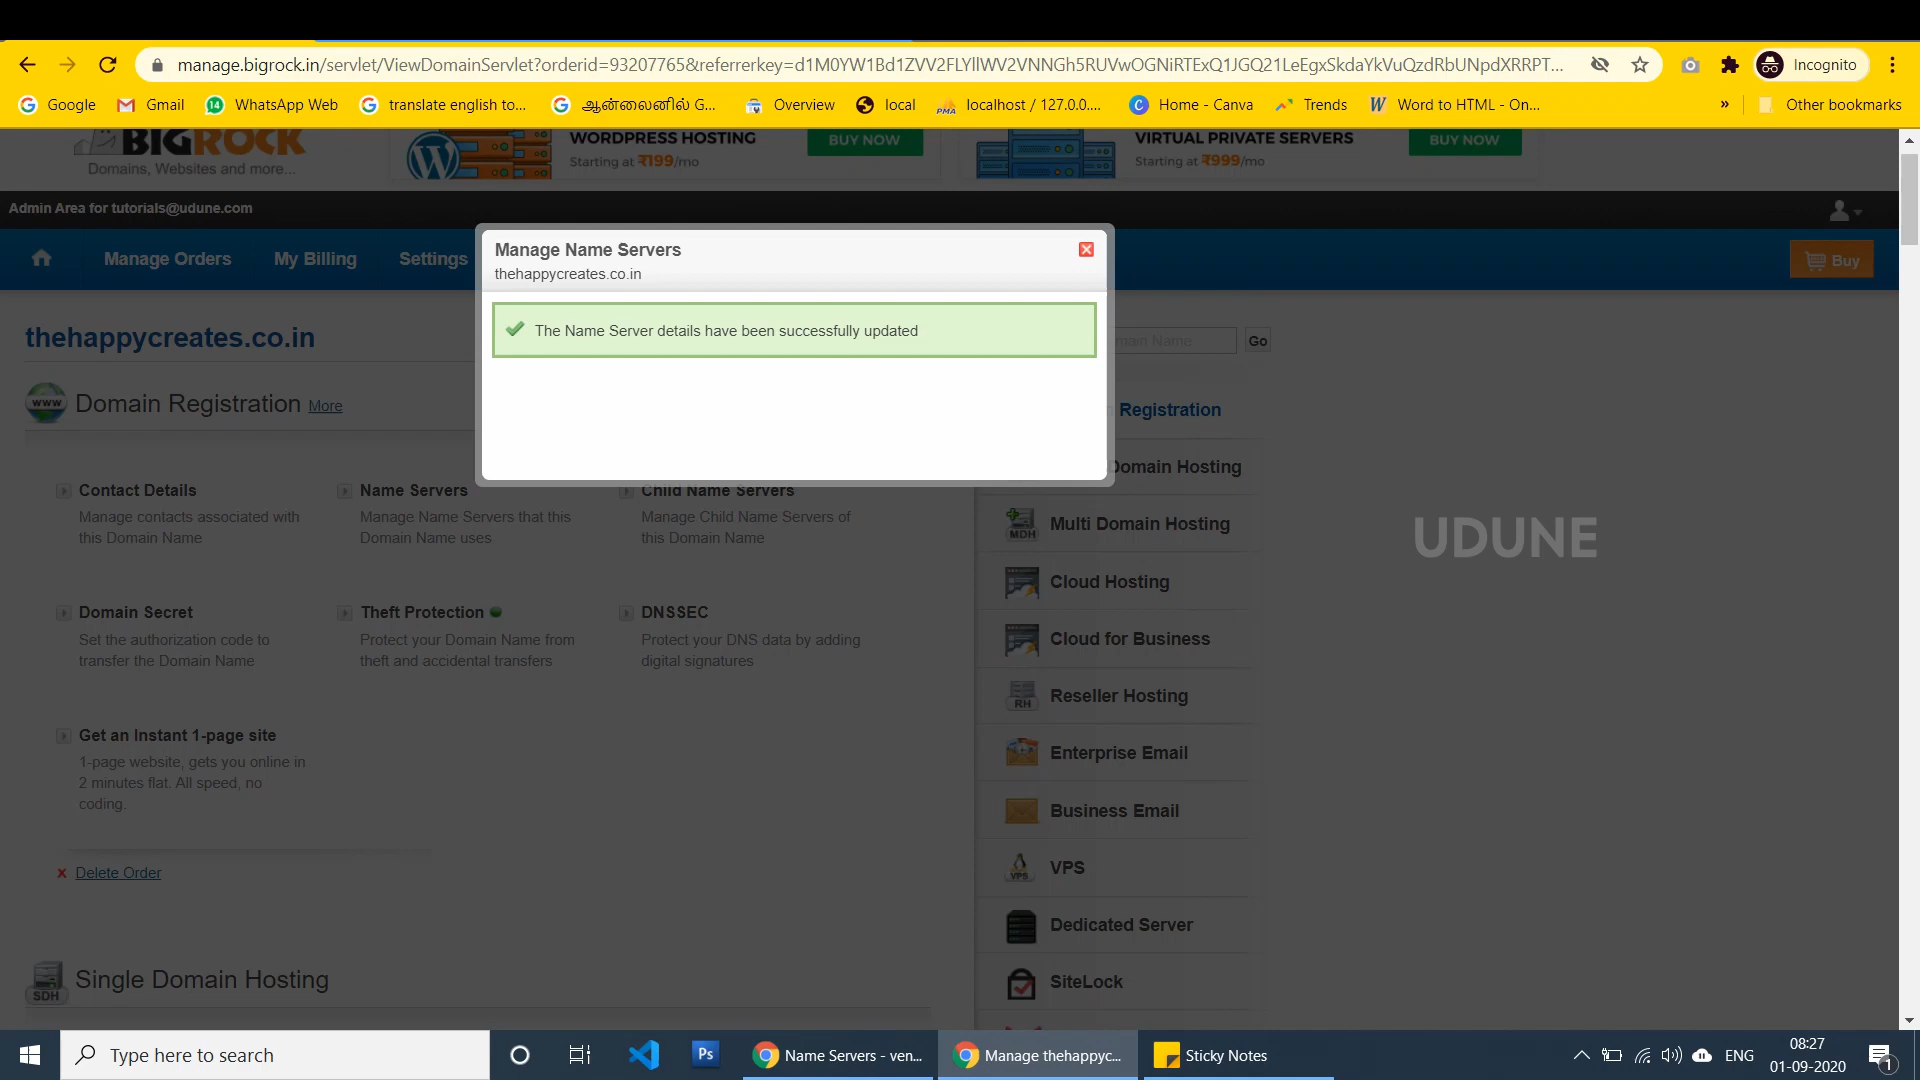 manage.bigrock.in/servlet/ViewDomainServlet?orderid=93207765&referrerkey=d1M0YW1Bd1ZVV2FLYllWV2VNNGh5RUVwOGNiRTExQ1JGQ21LeEgxSkdaYkVuQzdRbUNpdXRRPT...
Incognito
Google
Gmail
14
WhatsApp Web
translate english to...
ஆன்லைனில் G...
Overview
local
PMA
localhost / 127.0.0....
Home - Canva
Trends
Word to HTML - On...
»
Other bookmarks
BIGROCK
Domains, Websites and more...
WORDPRESS HOSTING
Starting at ₹199/mo
BUY NOW
VIRTUAL PRIVATE SERVERS
Starting at ₹999/mo
BUY NOW
Admin Area for tutorials@udune.com
Manage Orders
My Billing
Settings
Buy
Manage Name Servers
thehappycreates.co.in
The Name Server details have been successfully updated
thehappycreates.co.in
main Name
Go
WWW
Domain Registration More
Contact Details
Manage contacts associated with
this Domain Name
Name Servers
Manage Name Servers that this
Domain Name uses
Child Name Servers
Manage Child Name Servers of
this Domain Name
Domain Secret
Set the authorization code to
transfer the Domain Name
Theft Protection
Protect your Domain Name from
theft and accidental transfers
DNSSEC
Protect your DNS data by adding
digital signatures
Get an Instant 1-page site
1-page website, gets you online in
2 minutes flat. All speed, no
coding.
x Delete Order
SDH
Single Domain Hosting
Registration
Domain Hosting
MDH
Multi Domain Hosting
Cloud Hosting
Cloud for Business
RH
Reseller Hosting
Enterprise Email
Business Email
VPS
VPS
Dedicated Server
SiteLock
UDUNE
Type here to search
Ps
Name Servers - ven...
Manage thehappyc...
Sticky Notes
ENG
08:27
01-09-2020
1